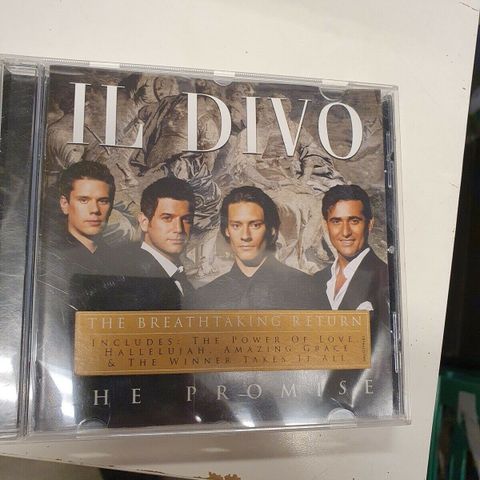 IL DIVO
THE BREATHTAKING RETURN
INCLUDES: THE POWER OF LOVE,
HALLELUJAH, AMAZING GRACE
& THE WINNER TAKES IT ALL
HE PROMISE